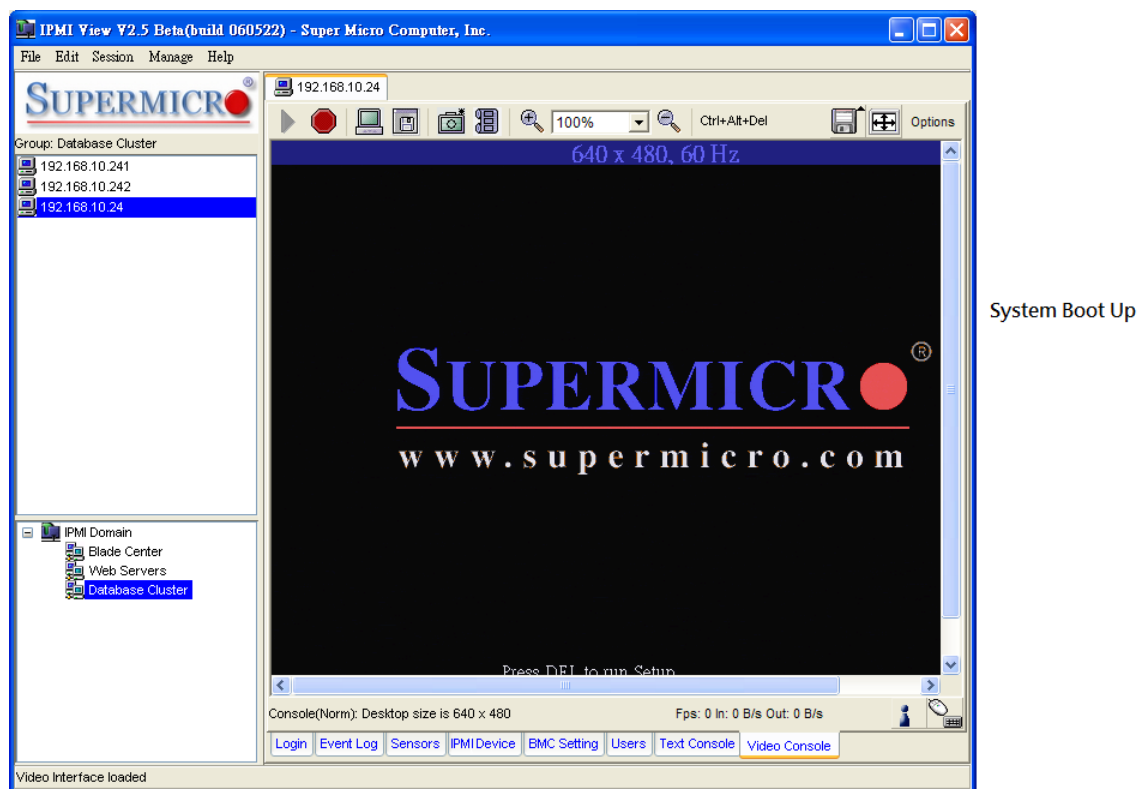 IPMI View V2.5 Beta(build 060522) - Super Micro Computer, Inc.
File Edit Session Manage Help
SUPERMICRO®
192.168.10.24
100%
Ctrl+Alt+Del
Options
Group: Database Cluster
192.168.10.241
192.168.10.242
192.168.10.24
640 x 480, 60 Hz
SUPERMICRO®
www.supermicro.com
Press DEL to run Setup
System Boot Up
IPMI Domain
Blade Center
Web Servers
Database Cluster
Console(Norm): Desktop size is 640 x 480
Fps: 0 In: 0 B/s Out: 0 B/s
Login Event Log Sensors IPMI Device BMC Setting Users Text Console Video Console
Video Interface loaded